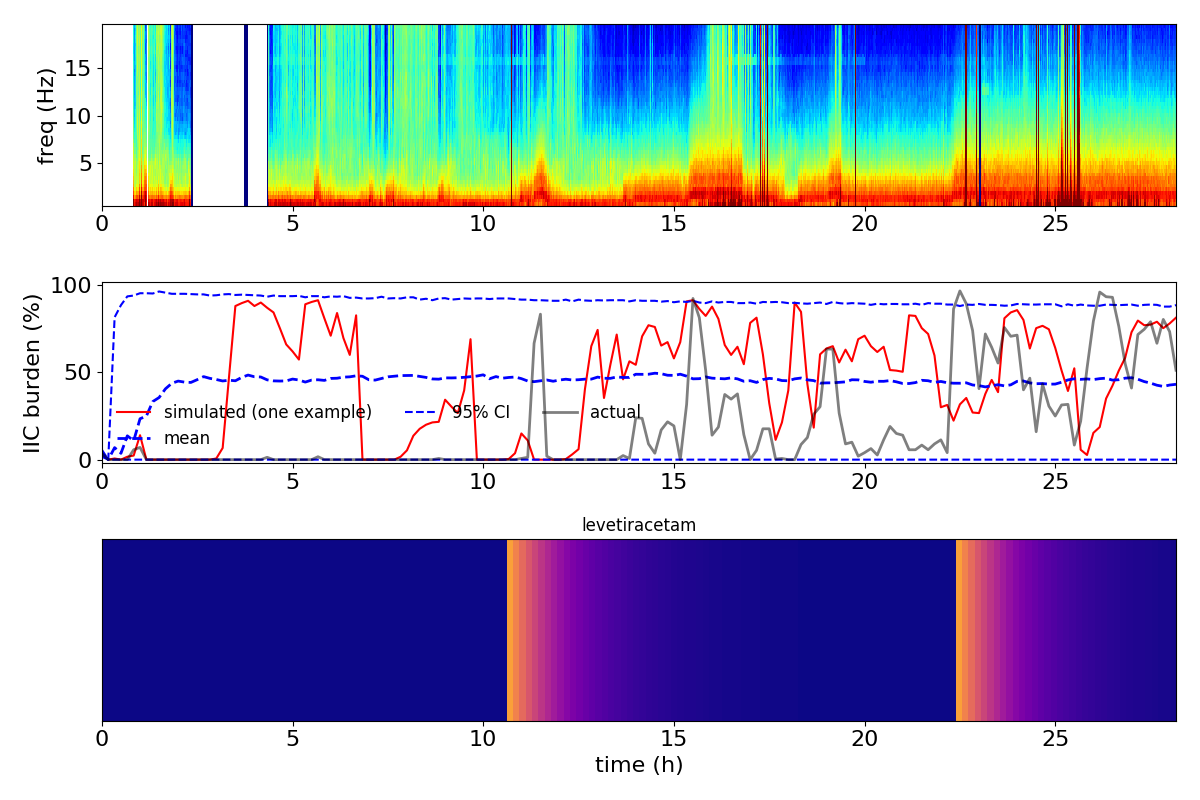 freq (Hz)
15
10
5
0 5 10 15 20 25
IIC burden (%)
100
50
0
simulated (one example) 95% CI actual
mean
0 5 10 15 20 25
levetiracetam
0 5 10 15 20 25
time (h)